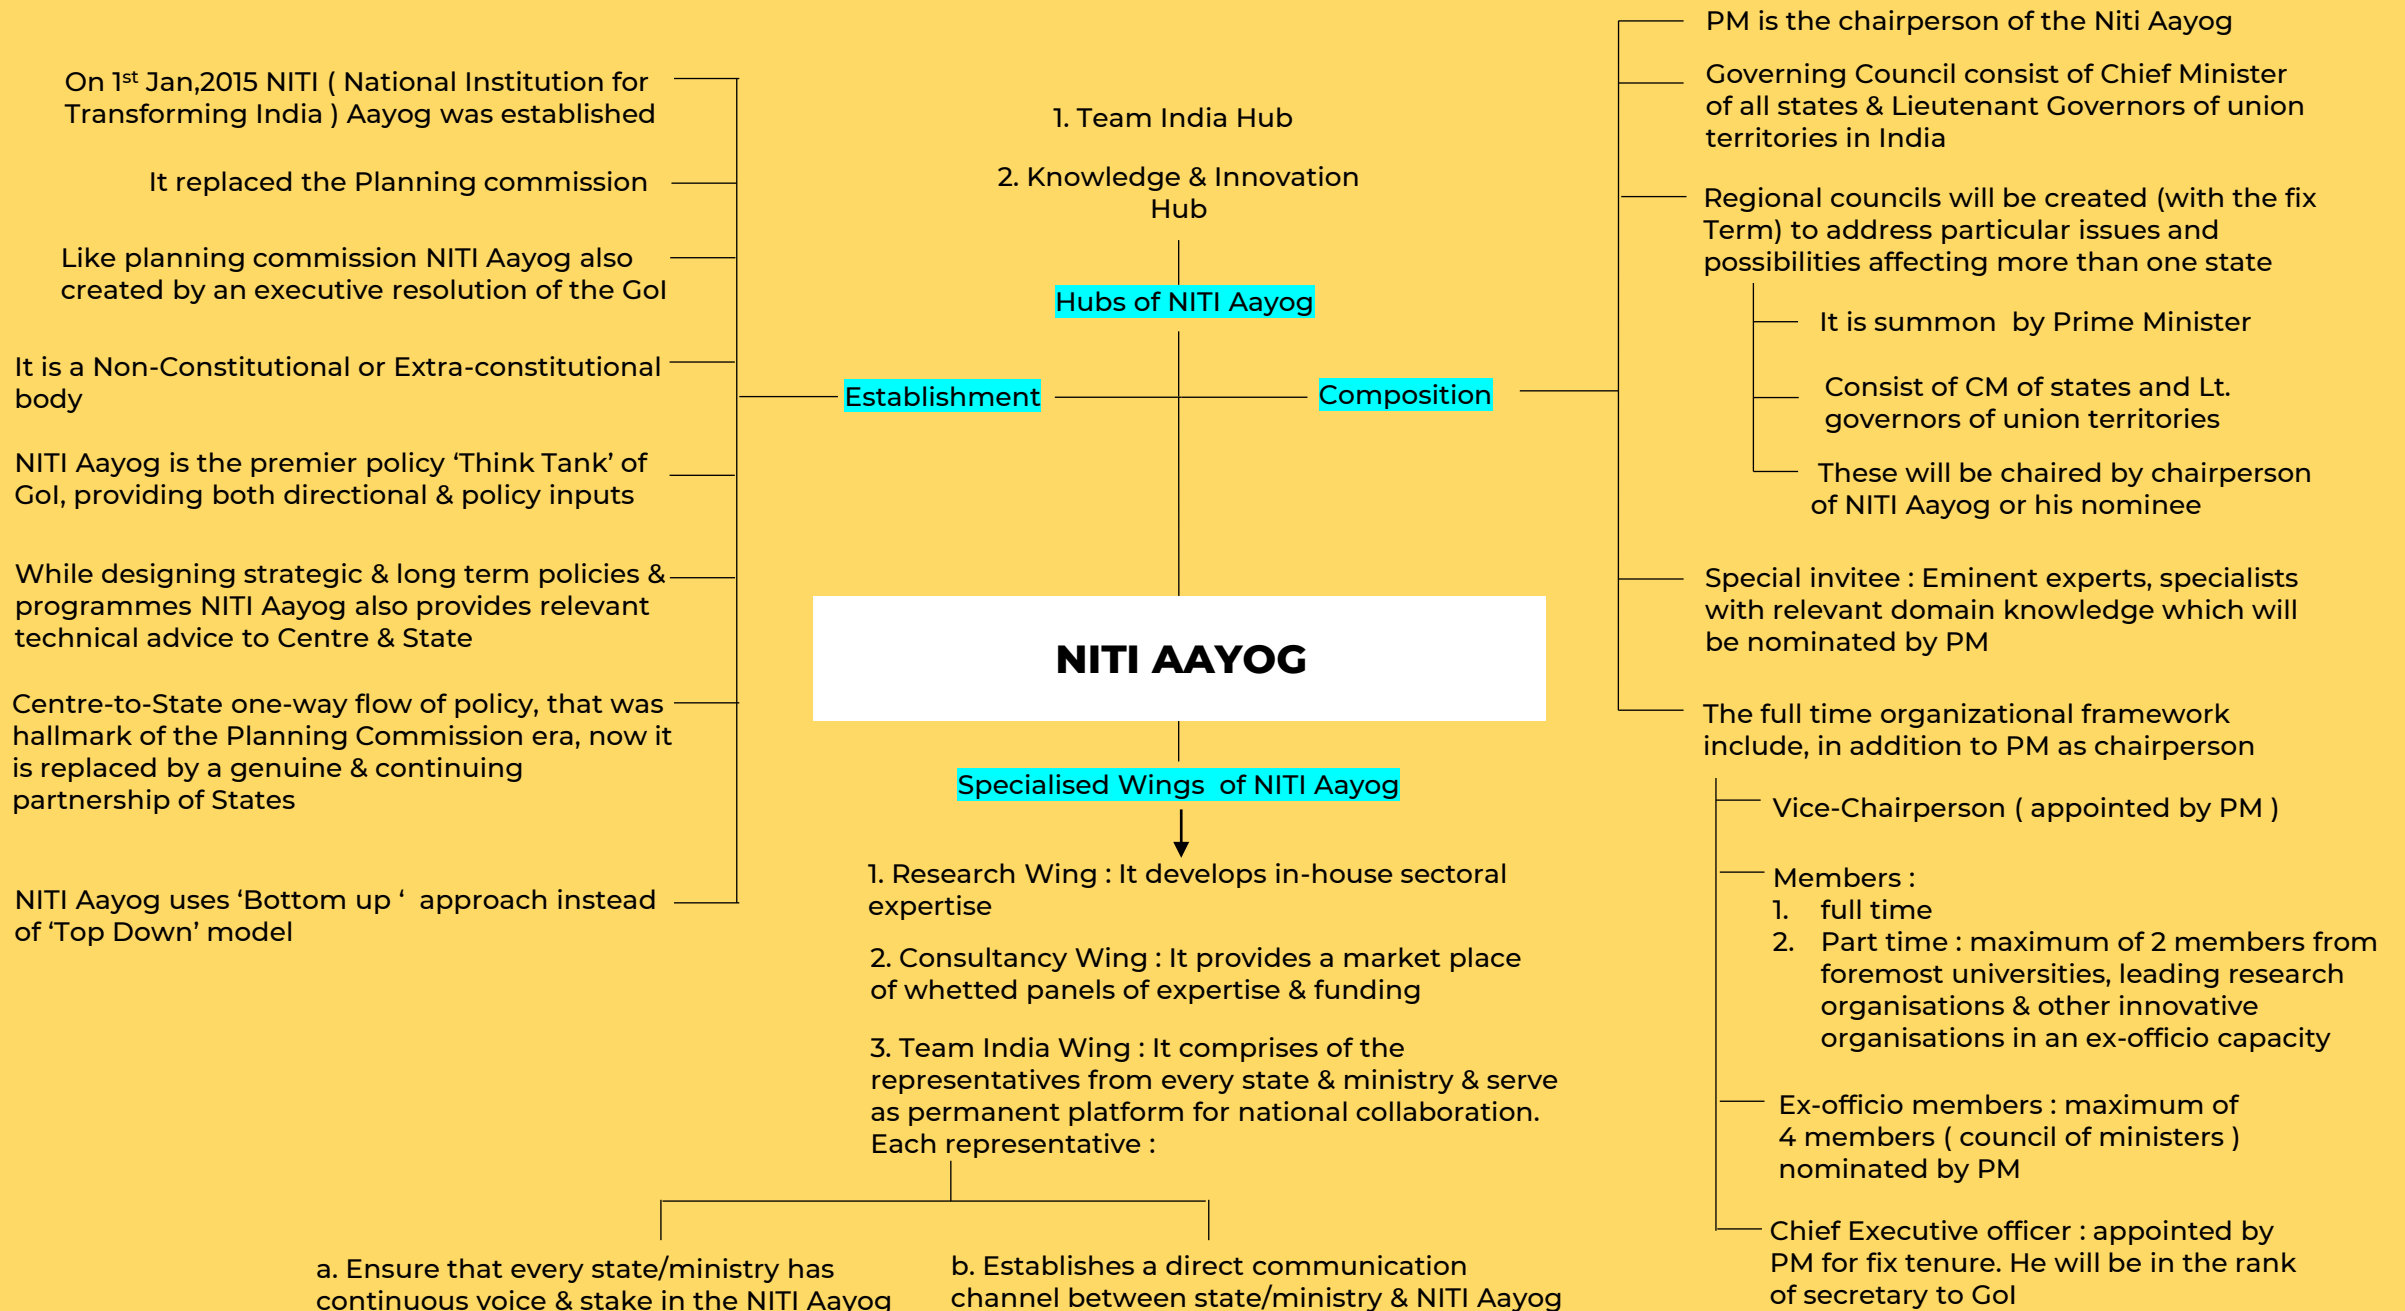 On 1st Jan,2015 NITI ( National Institution for
Transforming India ) Aayog was established
It replaced the Planning commission
Like planning commission NITI Aayog also
created by an executive resolution of the GoI
It is a Non-Constitutional or Extra-constitutional
body
NITI Aayog is the premier policy ‘Think Tank’ of
GoI, providing both directional & policy inputs
While designing strategic & long term policies &
programmes NITI Aayog also provides relevant
technical advice to Centre & State
Centre-to-State one-way flow of policy, that was
hallmark of the Planning Commission era, now it
is replaced by a genuine & continuing
partnership of States
NITI Aayog uses ‘Bottom up ‘ approach instead
of ‘Top Down’ model
Establishment
1. Team India Hub
2. Knowledge & Innovation
Hub
Hubs of NITI Aayog
Composition
PM is the chairperson of the Niti Aayog
Governing Council consist of Chief Minister
of all states & Lieutenant Governors of union
territories in India
Regional councils will be created (with the fix
Term) to address particular issues and
possibilities affecting more than one state
It is summon by Prime Minister
Consist of CM of states and Lt.
governors of union territories
These will be chaired by chairperson
of NITI Aayog or his nominee
Special invitee : Eminent experts, specialists
with relevant domain knowledge which will
be nominated by PM
The full time organizational framework
include, in addition to PM as chairperson
Vice-Chairperson ( appointed by PM )
Members :
1. full time
2. Part time : maximum of 2 members from
foremost universities, leading research
organisations & other innovative
organisations in an ex-officio capacity
Ex-officio members : maximum of
4 members ( council of ministers )
nominated by PM
Chief Executive officer : appointed by
PM for fix tenure. He will be in the rank
of secretary to GoI
NITI AAYOG
Specialised Wings of NITI Aayog
1. Research Wing : It develops in-house sectoral
expertise
2. Consultancy Wing : It provides a market place
of whetted panels of expertise & funding
3. Team India Wing : It comprises of the
representatives from every state & ministry & serve
as permanent platform for national collaboration.
Each representative :
a. Ensure that every state/ministry has
continuous voice & stake in the NITI Aayog
b. Establishes a direct communication
channel between state/ministry & NITI Aayog